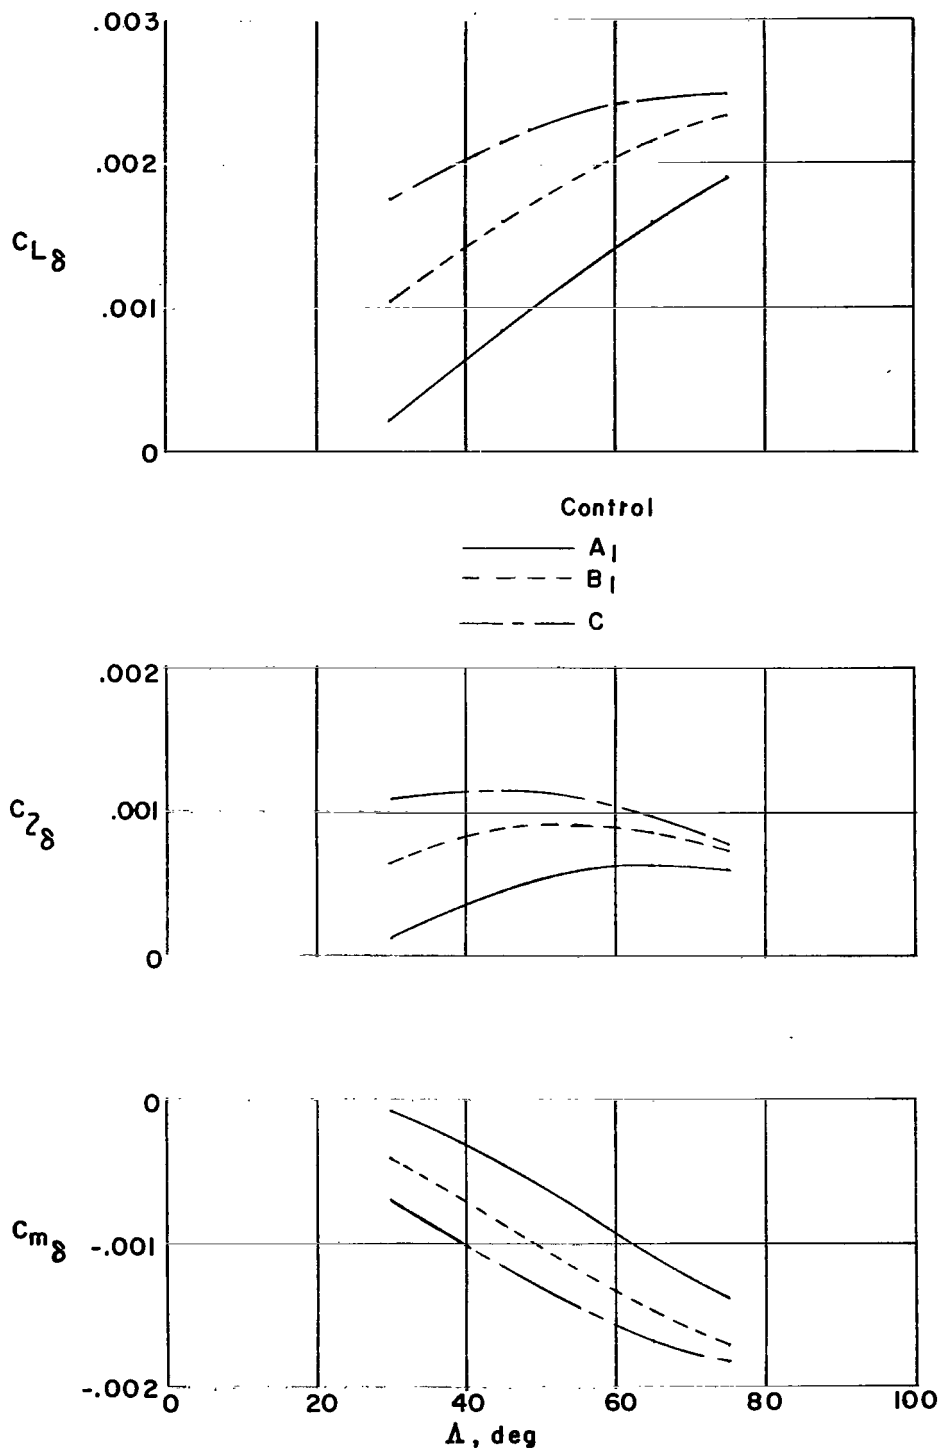 .003
.002
C_Lδ
.001
0
Control
A1
B1
C
.002
.001
C_lδ
0
0
C_mδ
-.001
-.002
0 20 40 60 80 100
Λ, deg